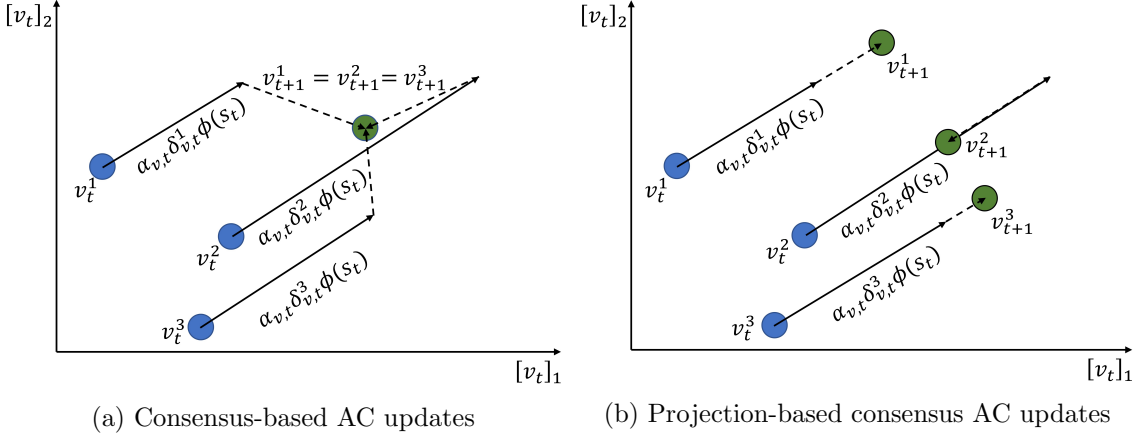 [v_t]_2
v^1_{t+1} = v^2_{t+1} = v^3_{t+1}
α_{v,t}δ^1_{v,t}ϕ(s_t)
v^1_t
α_{v,t}δ^2_{v,t}ϕ(s_t)
v^2_t
α_{v,t}δ^3_{v,t}ϕ(s_t)
v^3_t
[v_t]_1
(a) Consensus-based AC updates
[v_t]_2
v^1_{t+1}
α_{v,t}δ^1_{v,t}ϕ(s_t)
v^1_t
v^2_{t+1}
α_{v,t}δ^2_{v,t}ϕ(s_t)
v^2_t
v^3_{t+1}
α_{v,t}δ^3_{v,t}ϕ(s_t)
v^3_t
[v_t]_1
(b) Projection-based consensus AC updates